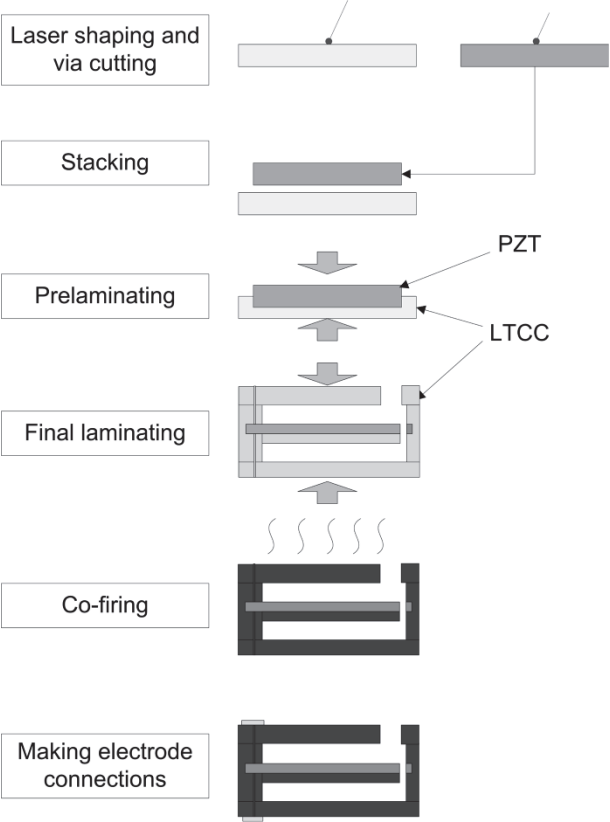 Laser shaping and
via cutting
Stacking
PZT
Prelaminating
LTCC
Final laminating
Co-firing
Making electrode
connections